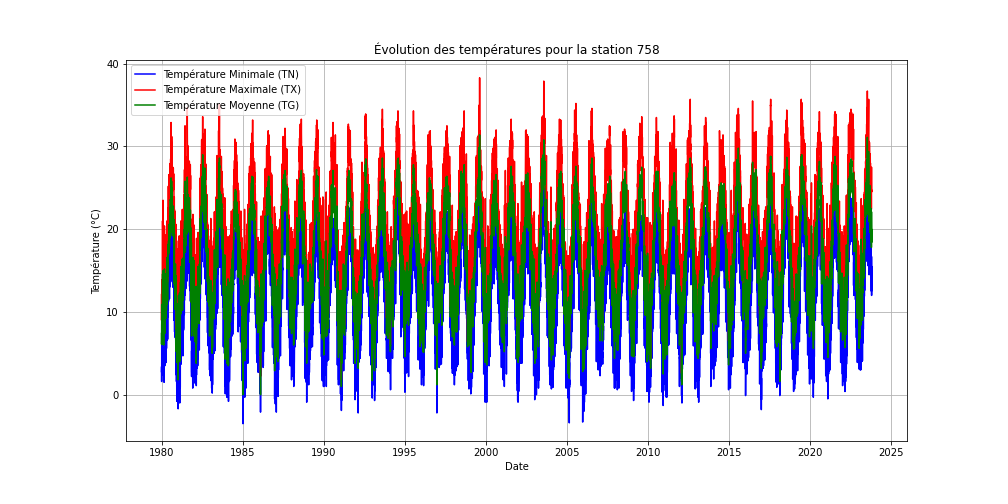 Évolution des températures pour la station 758
Température Minimale (TN)
Température Maximale (TX)
Température Moyenne (TG)
Température (°C)
40
30
20
10
0
1980 1985 1990 1995 2000 2005 2010 2015 2020 2025
Date